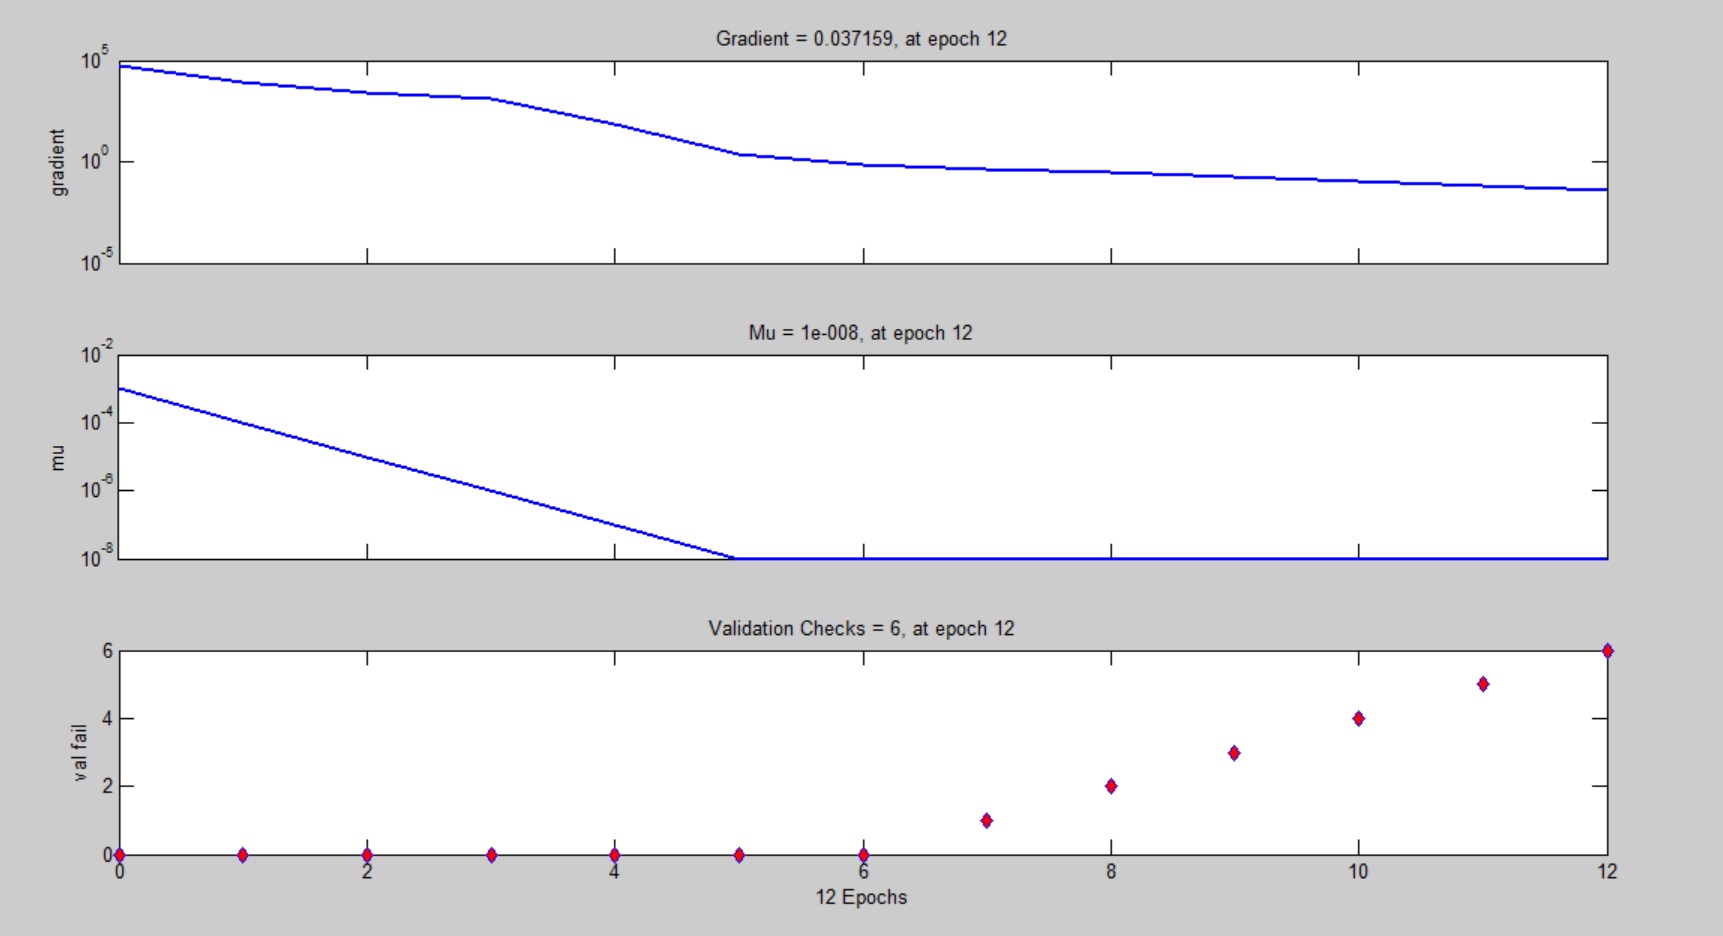 Gradient = 0.037159, at epoch 12
10^5
10^0
10^-5
gradient
Mu = 1e-008, at epoch 12
10^-2
10^-4
10^-6
10^-8
mu
Validation Checks = 6, at epoch 12
6
4
2
0
val fail
0 2 4 6 8 10 12
12 Epochs